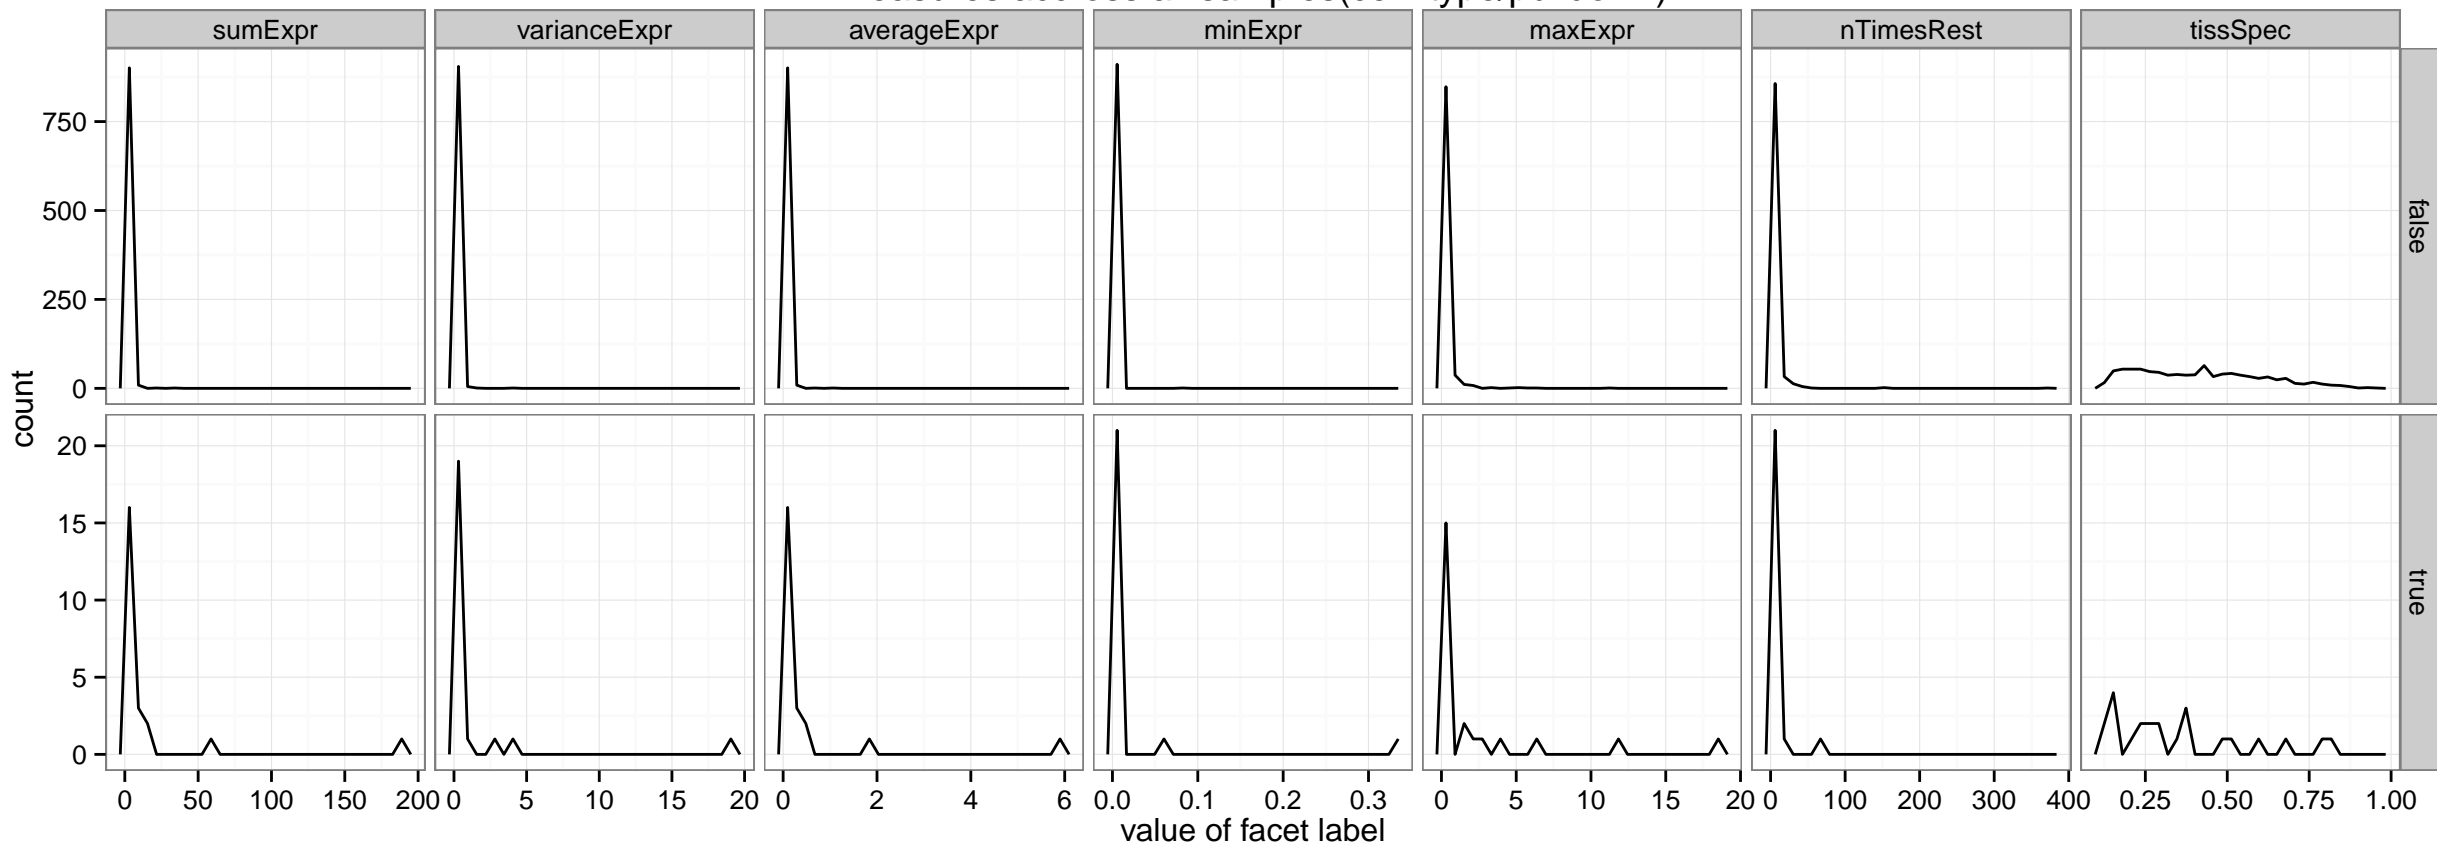 sumExpr varianceExpr averageExpr minExpr maxExpr nTimesRest tissSpec
750
500
250
0
false
count
20
15
10
5
0
true
0 50 100 150 200 0 5 10 15 20 0 2 4 6 0.0 0.1 0.2 0.3 0 5 10 15 20 0 100 200 300 400 0.25 0.50 0.75 1.00
value of facet label